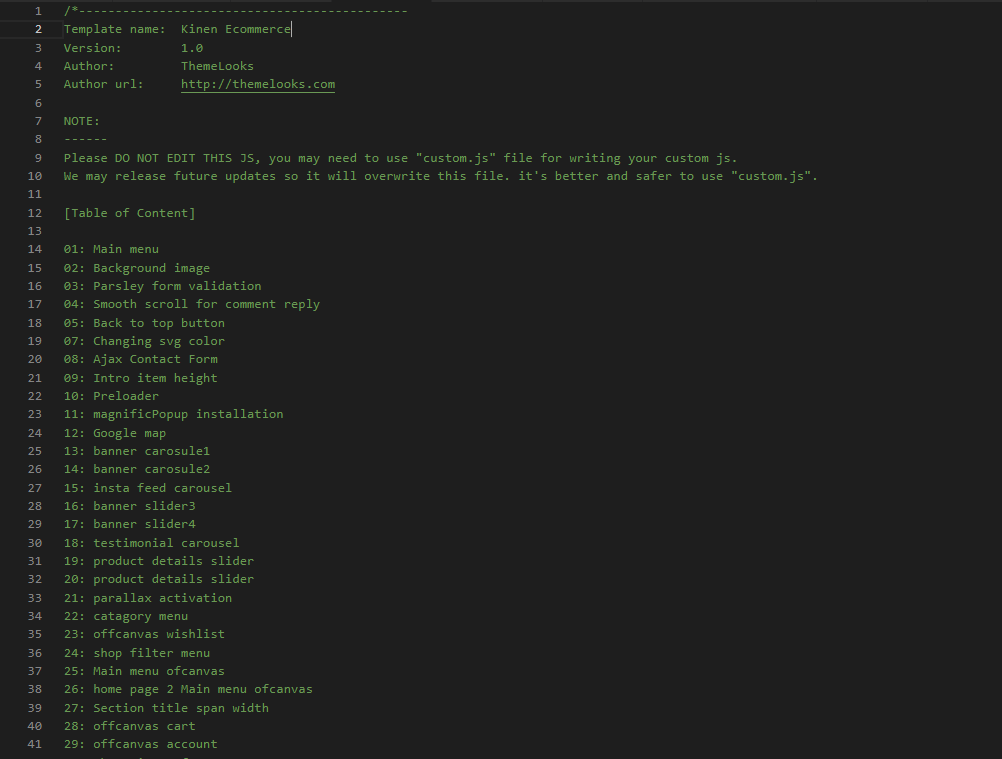 1 /*---------------------------------------------
2 Template name: Kinen Ecommerce
3 Version: 1.0
4 Author: ThemeLooks
5 Author url: http://themelooks.com
6
7 NOTE:
8 ------
9 Please DO NOT EDIT THIS JS, you may need to use "custom.js" file for writing your custom js.
10 We may release future updates so it will overwrite this file. it's better and safer to use "custom.js".
11
12 [Table of Content]
13
14 01: Main menu
15 02: Background image
16 03: Parsley form validation
17 04: Smooth scroll for comment reply
18 05: Back to top button
19 07: Changing svg color
20 08: Ajax Contact Form
21 09: Intro item height
22 10: Preloader
23 11: magnificPopup installation
24 12: Google map
25 13: banner carosule1
26 14: banner carosule2
27 15: insta feed carousel
28 16: banner slider3
29 17: banner slider4
30 18: testimonial carousel
31 19: product details slider
32 20: product details slider
33 21: parallax activation
34 22: catagory menu
35 23: offcanvas wishlist
36 24: shop filter menu
37 25: Main menu ofcanvas
38 26: home page 2 Main menu ofcanvas
39 27: Section title span width
40 28: offcanvas cart
41 29: offcanvas account